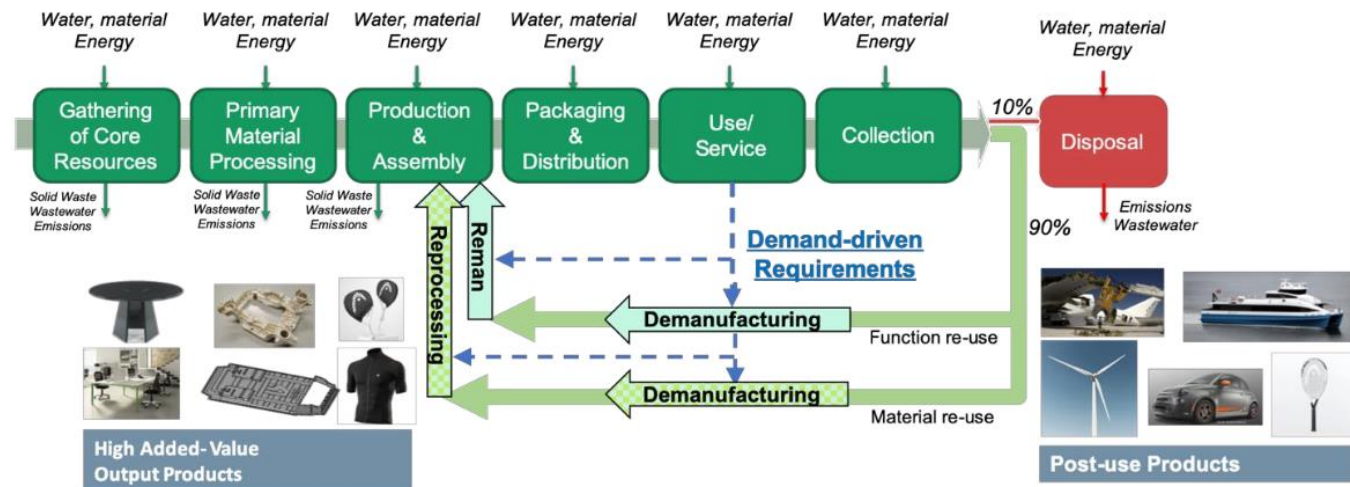 Water, material
Energy
Water, material
Energy
Water, material
Energy
Water, material
Energy
Water, material
Energy
Water, material
Energy
Water, material
Energy
Gathering
of Core
Resources
Primary
Material
Processing
Production
&
Assembly
Packaging
&
Distribution
Use/
Service
Collection
10%
Disposal
Solid Waste
Wastewater
Emissions
Solid Waste
Wastewater
Emissions
Solid Waste
Wastewater
Emissions
Emissions
Wastewater
90%
Reprocessing
Reman
Demand-driven
Requirements
Demanufacturing
Function re-use
Demanufacturing
Material re-use
High Added- Value
Output Products
Post-use Products